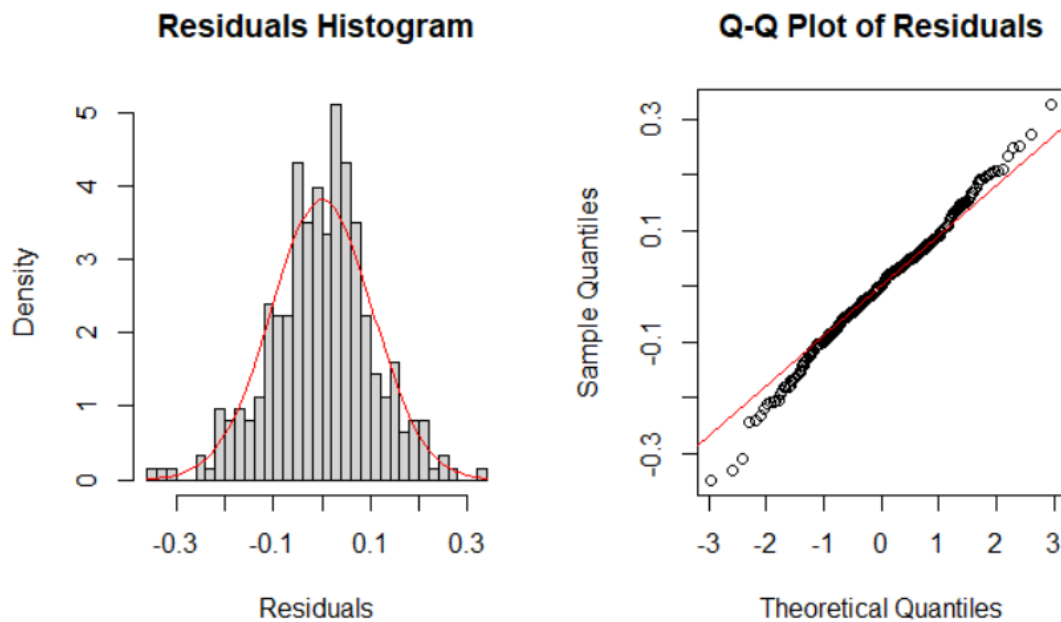 Residuals Histogram
Density
0 1 2 3 4 5
-0.3 -0.1 0.1 0.3
Residuals
Q-Q Plot of Residuals
Sample Quantiles
-0.3 -0.1 0.1 0.3
-3 -2 -1 0 1 2 3
Theoretical Quantiles